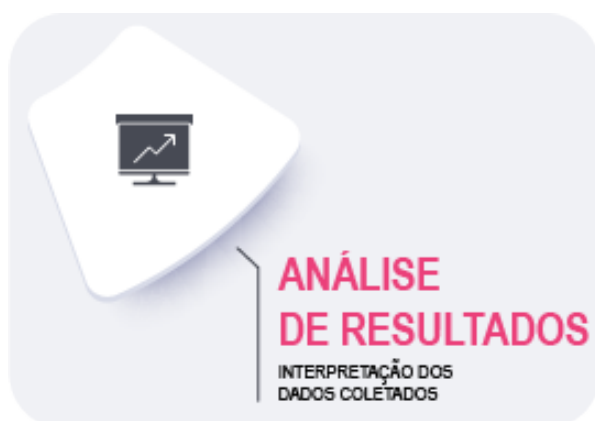 ANÁLISE
DE RESULTADOS
INTERPRETAÇÃO DOS
DADOS COLETADOS